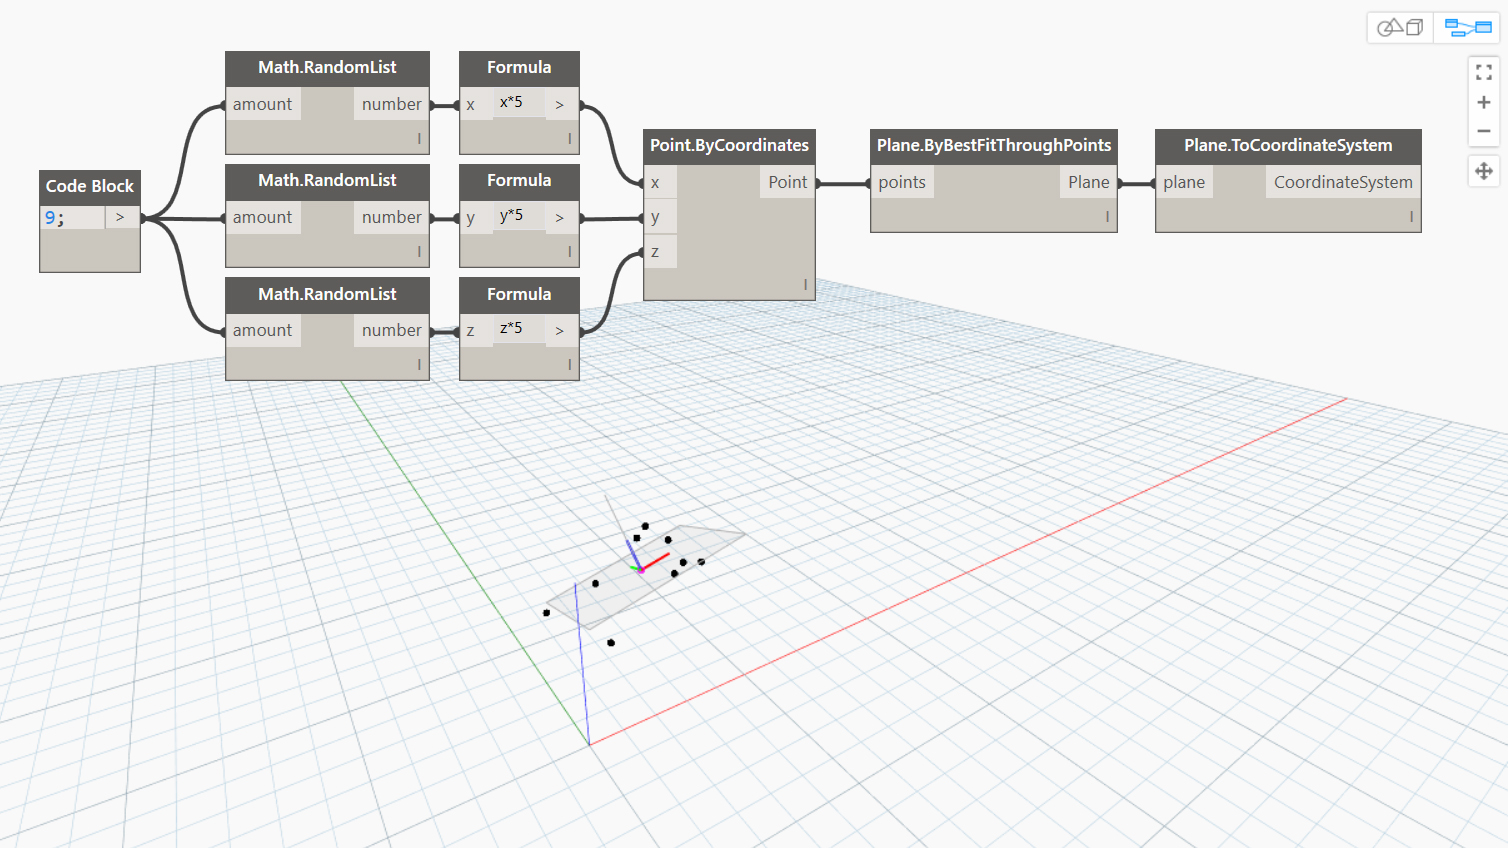 Code Block
9; >
Math.RandomList
amount number
l
Math.RandomList
amount number
l
Math.RandomList
amount number
l
Formula
x x*5 >
l
Formula
y y*5 >
l
Formula
z z*5 >
l
Point.ByCoordinates
x Point
y
z
l
Plane.ByBestFitThroughPoints
points Plane
l
Plane.ToCoordinateSystem
plane CoordinateSystem
l